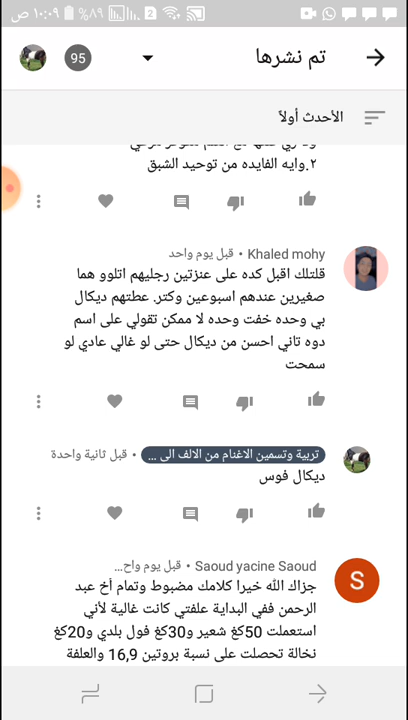 ١٠:٠٩ ص
٨٩%
2
تم نشرها
95
الأحدث أولاً
٢.وايه الفايده من توحيد الشبق
Khaled mohy • قبل يوم واحد
قلتلك اقبل كده على عنزتين رجليهم اتلوو هما
صغيرين عندهم اسبوعين وكتر. عطتهم ديكال
بي وحده خفت وحده لا ممكن تقولي على اسم
دوه تاني احسن من ديكال حتى لو غالي عادي لو
سمحت
تربية وتسمين الاغنام من الالف الى ... • قبل ثانية واحدة
ديكال فوس
Saoud yacine Saoud • قبل يوم واح...
S
جزاك الله خيرا كلامك مضبوط وتمام أخ عبد
الرحمن ففي البداية علفتي كانت غالية لأني
استعملت 50كغ شعير و30كغ فول بلدي و20كغ
نخالة تحصلت على نسبة بروتين 16,9 والعلفة